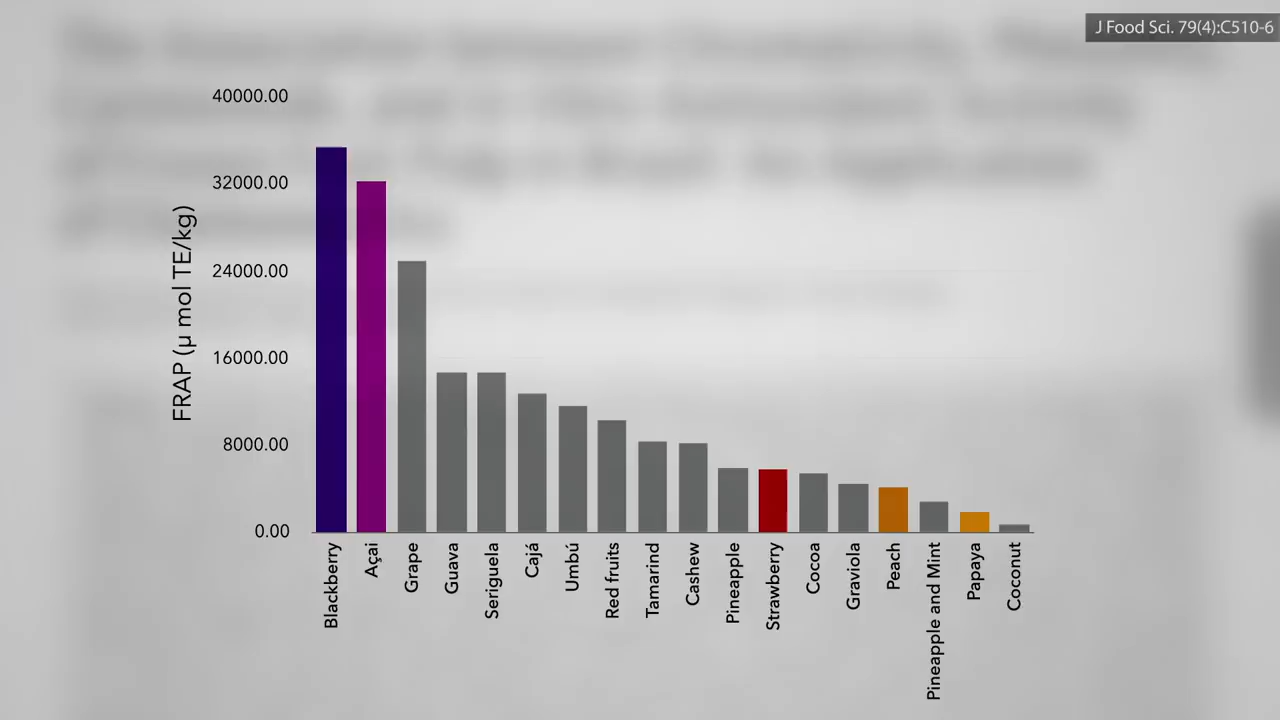 J Food Sci. 79(4):C510-6
FRAP (µ mol TE/kg)
40000.00
32000.00
24000.00
16000.00
8000.00
0.00
Blackberry
Açai
Grape
Guava
Seriguela
Cajá
Umbú
Red fruits
Tamarind
Cashew
Pineapple
Strawberry
Cocoa
Graviola
Peach
Pineapple and Mint
Papaya
Coconut